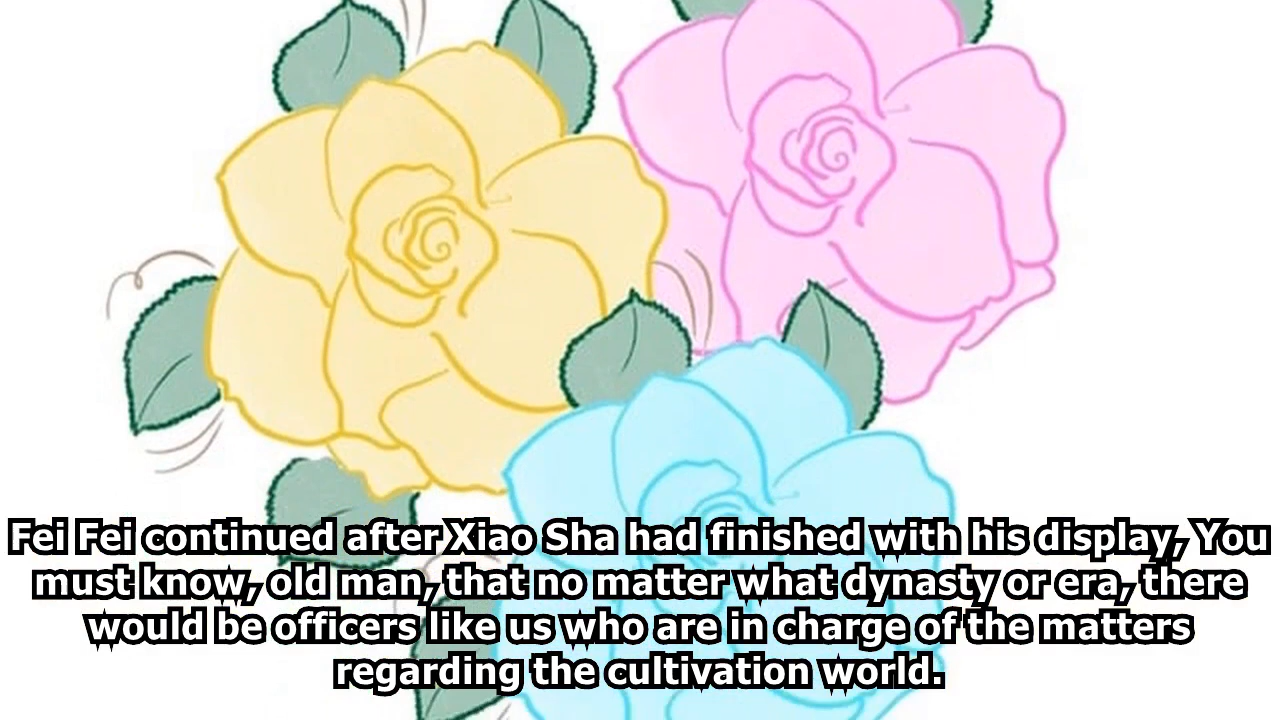 Fei Fei continued after Xiao Sha had finished with his display, You
must know, old man, that no matter what dynasty or era, there
would be officers like us who are in charge of the matters
regarding the cultivation world.